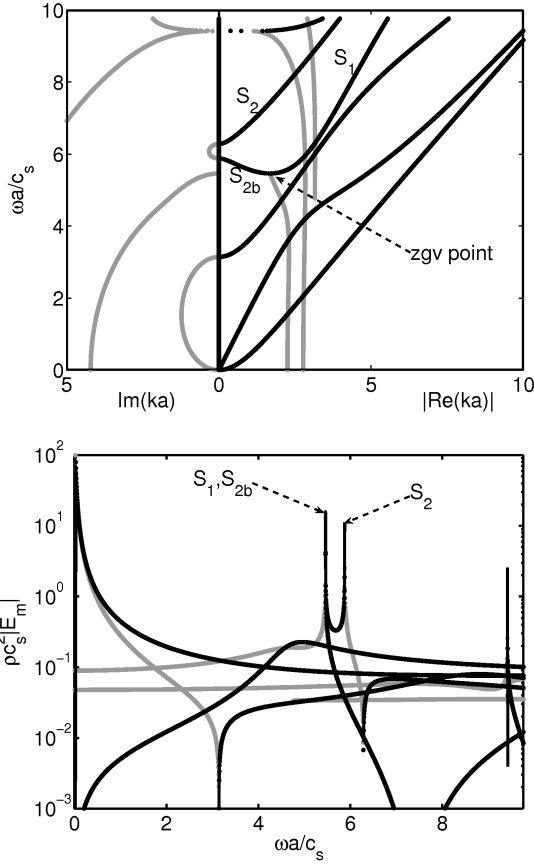 10
8
6
4
2
0
ωa/c_s
S_1
S_2
S_2b
zgv point
5 0 5 10
Im(ka) |Re(ka)|
10^2
10^1
10^0
10^-1
10^-2
10^-3
ρc_s^2|E_m|
S_1,S_2b
S_2
0 2 4 6 8
ωa/c_s